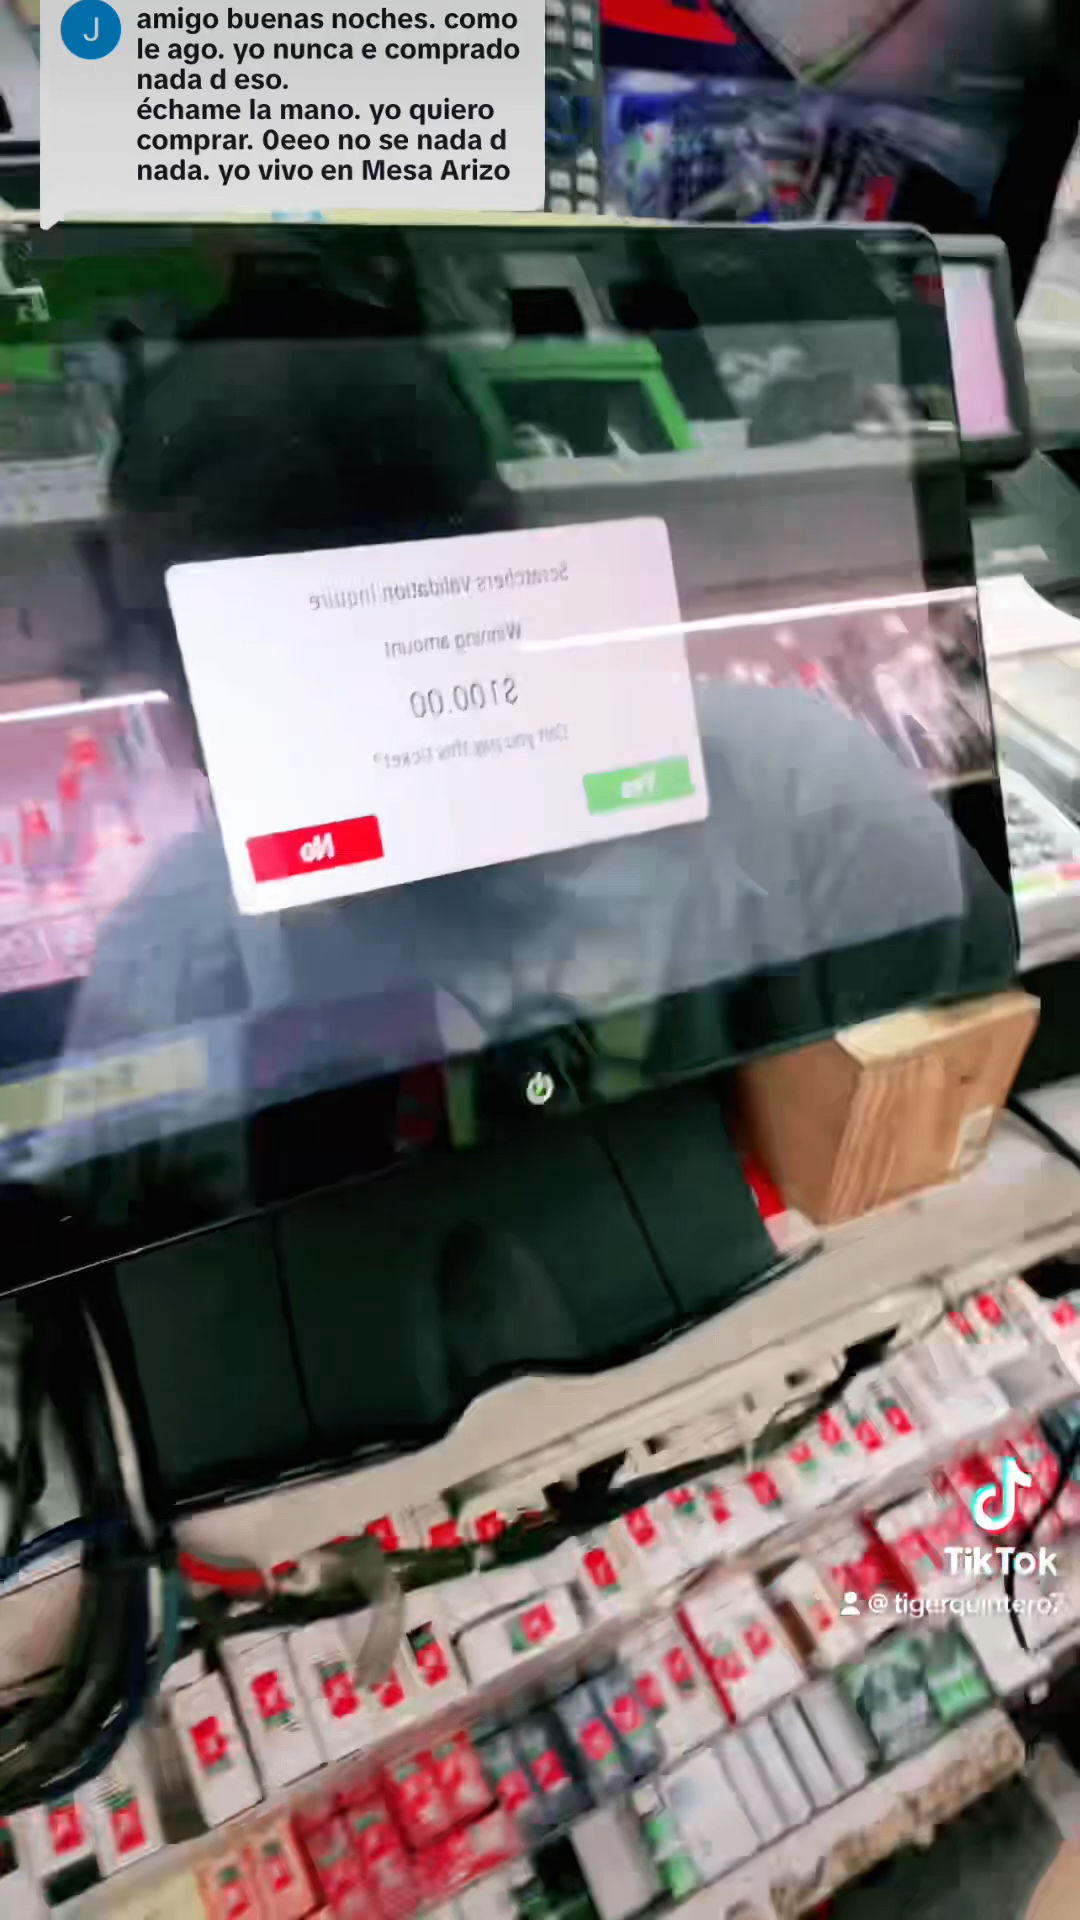 J
amigo buenas noches. como
le ago. yo nunca e comprado
nada d eso.
échame la mano. yo quiero
comprar. 0eeo no se nada d
nada. yo vivo en Mesa Arizo
Scratchers Validation Inquire
Winning amount
$100.00
Can you pay this ticket?
Yes
No
TikTok
@tigerquintero7